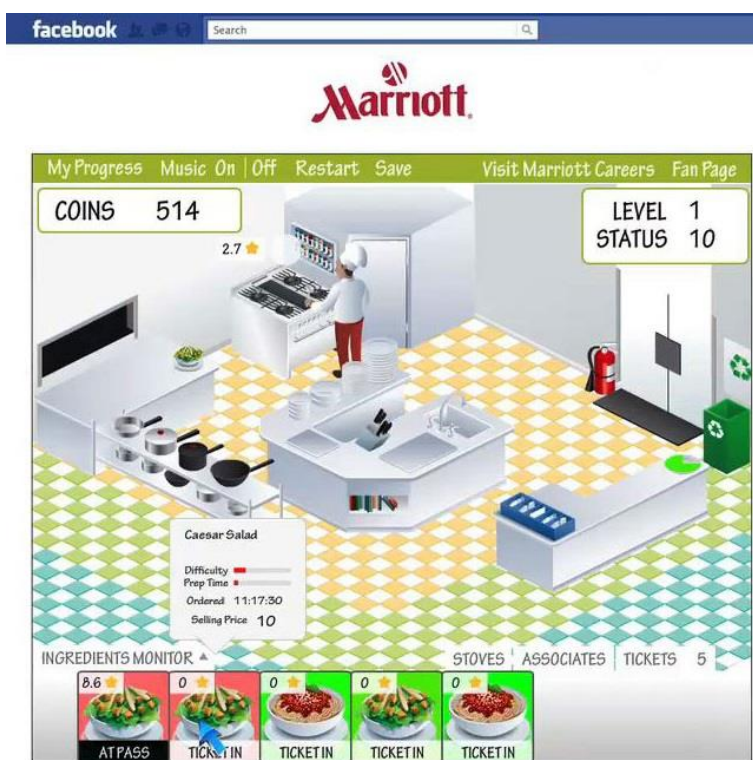 facebook
Search
Marriott
My Progress Music On | Off Restart Save Visit Marriott Careers Fan Page
COINS 514
LEVEL 1
STATUS 10
2.7
Caesar Salad
Difficulty
Prep Time
Ordered 11:17:30
Selling Price 10
INGREDIENTS MONITOR
STOVES | ASSOCIATES | TICKETS 5
8.6 0 0 0 0
AT PASS TICKET IN TICKET IN TICKET IN TICKET IN